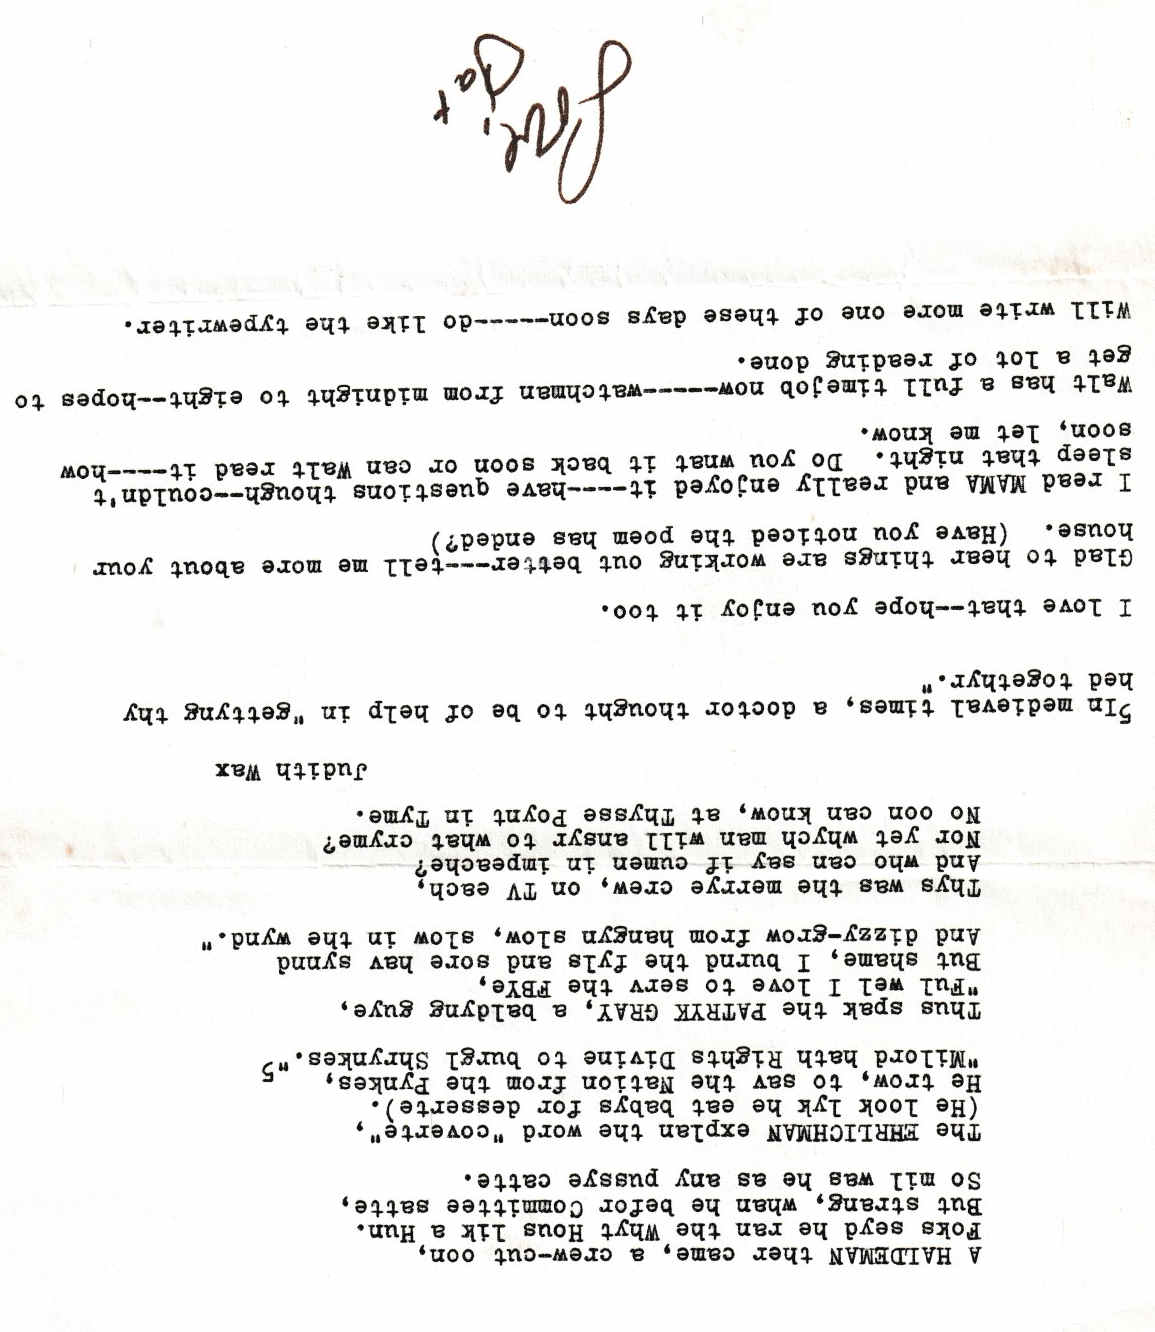 A HALDEMAN ther came, a crew-cut oon,
Foks seyd he ran the Whyt Hous lik a Hun.
But strang, whan he befor Committee satte,
So mil was he as any pussye catte.
The EHRLICHMAN explan the word "coverte",
(He look lyk he eat babys for desserte).
He trow, to sav the Nation from the Pynkes,
"Milord hath Rights Divine to burgl Shrynkes."5
Thus spak the PATRYK GRAY, a baldyng guye,
"Ful wel I love to serv the FBYe,
But shame, I burnd the fyls and sore hav synnd
And dizzy-grow from hangyn slow, slow in the wynd."
Thys was the merrye crew, on TV each,
And who can say if cumen in impeache?
Nor yet whych man will ansyr to what cryme?
No oon can know, at Thysse Poynt in Tyme.
Judith Wax
5In medieval times, a doctor thought to be of help in "gettyng thy
hed togethyr."
I love that--hope you enjoy it too.
Glad to hear things are working out better---tell me more about your
house.  (Have you noticed the poem has ended?)
I read MAMA and really enjoyed it----have questions though--couldn't
sleep that night.  Do you wnat it back soon or can Walt read it----how
soon, let me know.
Walt has a full timejob now------watchman from midnight to eight--hopes to
get a lot of reading done.
Will write more one of these days soon------do like the typewriter.
Love
Pat